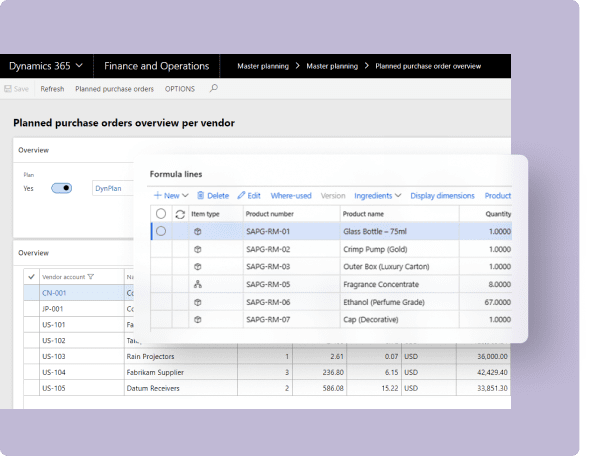 Dynamics 365 Finance and Operations Master planning > Master planning > Planned purchase order overview
Save Refresh Planned purchase orders OPTIONS
Planned purchase orders overview per vendor
Overview
Plan
Yes DynPlan
Formula lines
+ New Delete Edit Where-used Version Ingredients Display dimensions Product
Item type Product number Product name Quantity
SAPG-RM-01 Glass Bottle – 75ml 1.0000
SAPG-RM-02 Crimp Pump (Gold) 1.0000
SAPG-RM-03 Outer Box (Luxury Carton) 1.0000
SAPG-RM-05 Fragrance Concentrate 8.0000
SAPG-RM-06 Ethanol (Perfume Grade) 67.0000
SAPG-RM-07 Cap (Decorative) 1.0000
Overview
Vendor account
CN-001
JP-001
US-101 Fa
US-102
US-103 Rain Projectors 1 2.61 0.07 USD 36,000.00
US-104 Fabrikam Supplier 3 236.80 6.15 USD 42,429.40
US-105 Datum Receivers 2 586.08 15.22 USD 33,851.30